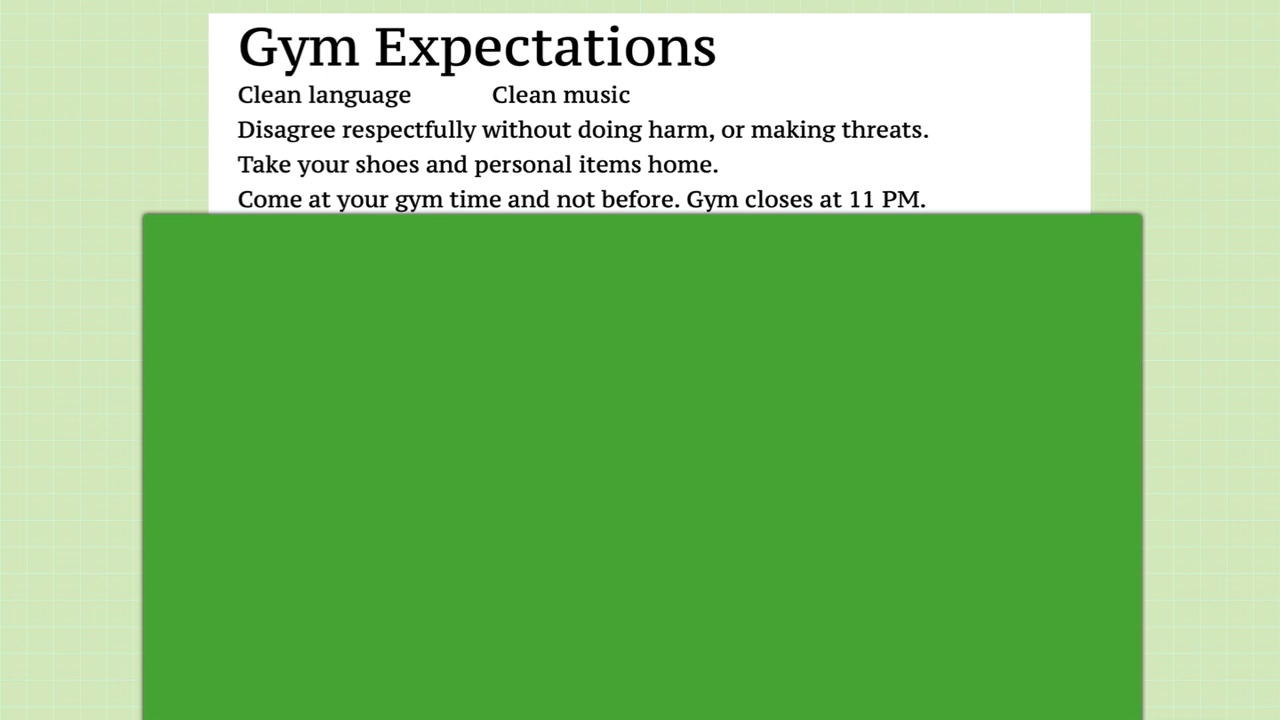 Gym Expectations
Clean language Clean music
Disagree respectfully without doing harm, or making threats.
Take your shoes and personal items home.
Come at your gym time and not before. Gym closes at 11 PM.